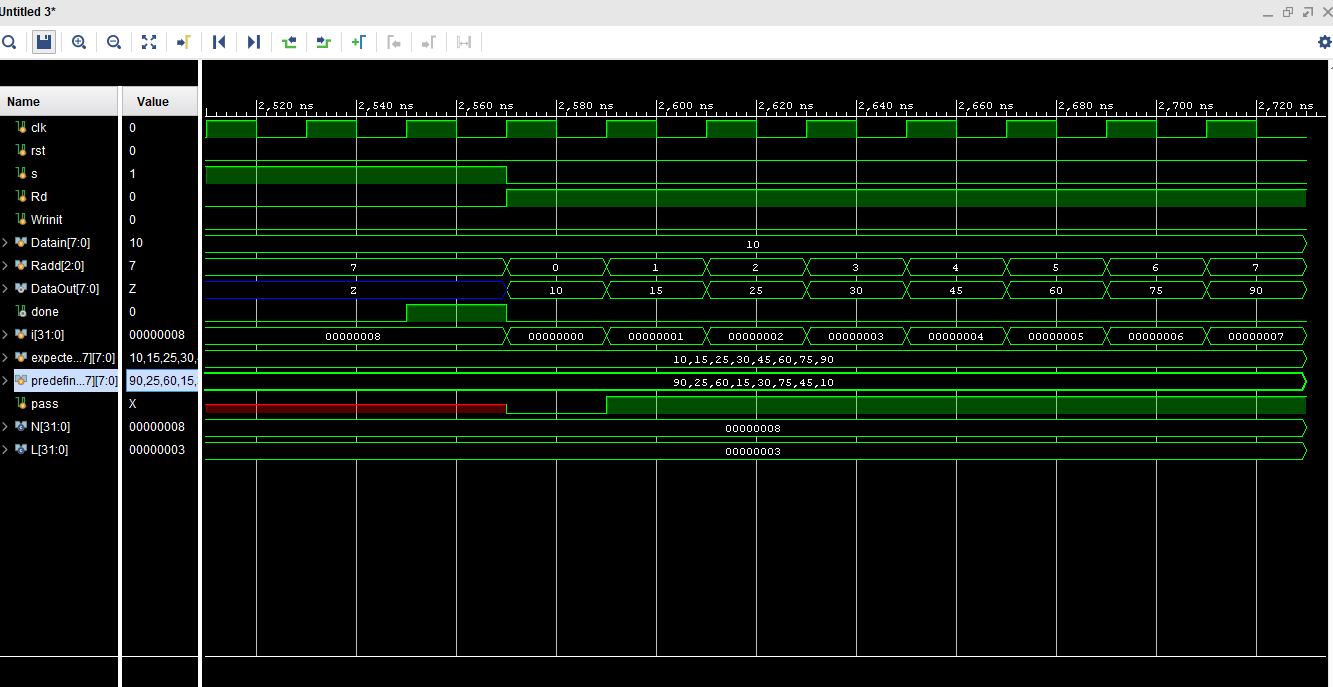 Untitled 3*
Name Value
2,520 ns 2,540 ns 2,560 ns 2,580 ns 2,600 ns 2,620 ns 2,640 ns 2,660 ns 2,680 ns 2,700 ns 2,720 ns
clk 0
rst 0
s 1
Rd 0
Wrinit 0
Datain[7:0] 10 10
Radd[2:0] 7 7 0 1 2 3 4 5 6 7
DataOut[7:0] Z Z 10 15 25 30 45 60 75 90
done 0
i[31:0] 00000008 00000008 00000000 00000001 00000002 00000003 00000004 00000005 00000006 00000007
expecte...7][7:0] 10,15,25,30, 10,15,25,30,45,60,75,90
predefin...7][7:0] 90,25,60,15, 90,25,60,15,30,75,45,10
pass X
N[31:0] 00000008 00000008
L[31:0] 00000003 00000003